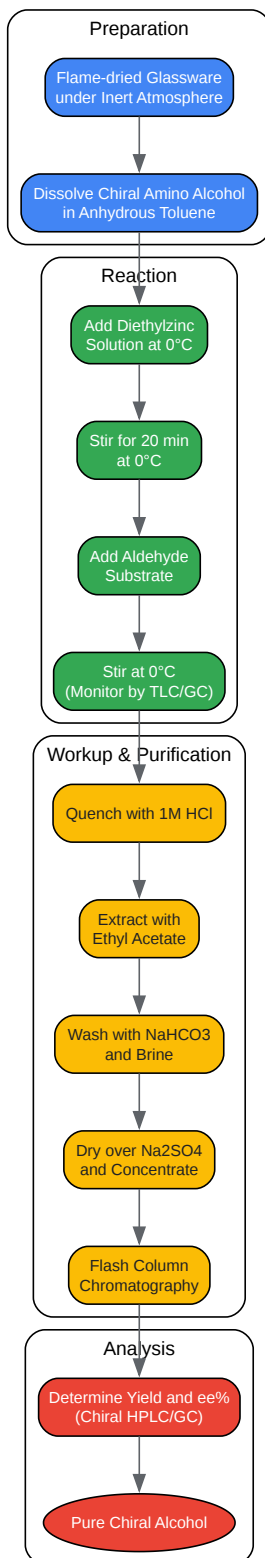 Preparation
Flame-dried Glassware
under Inert Atmosphere
Dissolve Chiral Amino Alcohol
in Anhydrous Toluene
Reaction
Add Diethylzinc
Solution at 0°C
Stir for 20 min
at 0°C
Add Aldehyde
Substrate
Stir at 0°C
(Monitor by TLC/GC)
Workup & Purification
Quench with 1M HCl
Extract with
Ethyl Acetate
Wash with NaHCO3
and Brine
Dry over Na2SO4
and Concentrate
Flash Column
Chromatography
Analysis
Determine Yield and ee%
(Chiral HPLC/GC)
Pure Chiral Alcohol